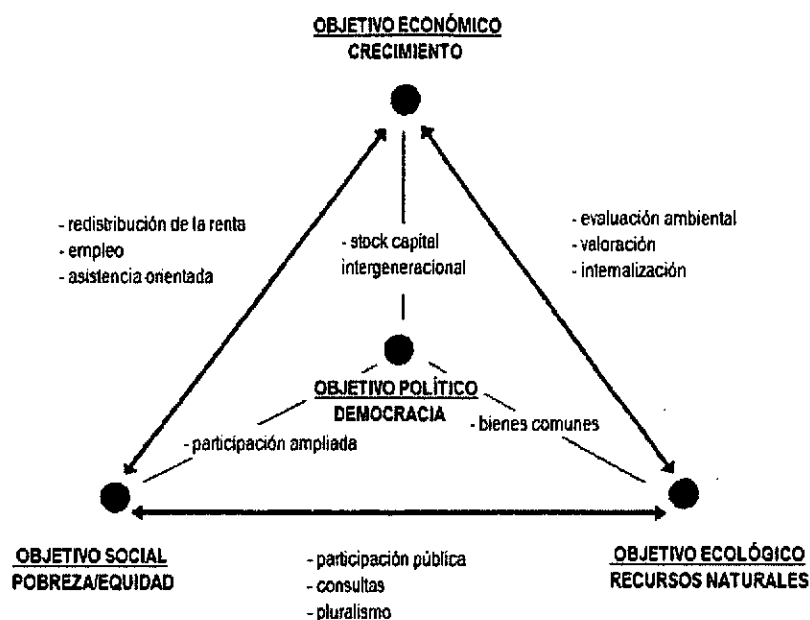 OBJETIVO ECONÓMICO
CRECIMIENTO
- redistribución de la renta
- empleo
- asistencia orientada
- stock capital
intergeneracional
- evaluación ambiental
- valoración
- internalización
OBJETIVO POLÍTICO
DEMOCRACIA
- participación ampliada
- bienes comunes
OBJETIVO SOCIAL
POBREZA/EQUIDAD
- participación pública
- consultas
- pluralismo
OBJETIVO ECOLÓGICO
RECURSOS NATURALES